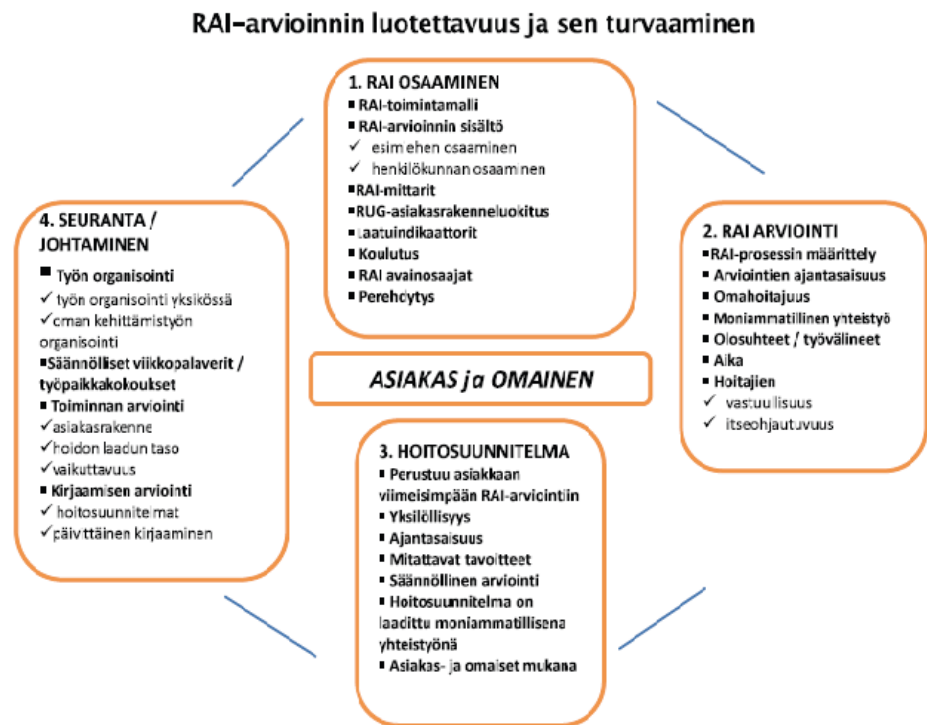 RAI-arvioinnin luotettavuus ja sen turvaaminen
1. RAI OSAAMINEN
▪ RAI-toimintamalli
▪ RAI-arvioinnin sisältö
✓ esim ehen osaaminen
✓ henkilökunnan osaaminen
▪RAI-mittarit
▪RUG-asiakasrakenneluokitus
▪Laatuindikaattorit
▪ Koulutus
▪ RAI avainosaajat
▪ Perehdytys
2. RAI ARVIOINTI
▪RAI-prosessin määrittely
▪ Arviointien ajantasaisuus
▪ Omahoitajuus
▪ Moniammatillinen yhteistyö
▪ Olosuhteet / työvälineet
▪ Aika
▪ Hoitajien
✓ vastuullisuus
✓ itseohjautuvuus
ASIAKAS ja OMAINEN
3. HOITOSUUNNITELMA
▪ Perustuu asiakkaan
viimeisimpään RAI-arviointiin
▪ Yksilöllisyys
▪ Ajantasaisuus
▪ Mitattavat tavoitteet
▪ Säännöllinen arviointi
▪ Hoitosuunnitelma on
laadittu moniammatillisena
yhteistyönä
▪ Asiakas- ja omaiset mukana
4. SEURANTA /
JOHTAMINEN
▪ Työn organisointi
✓ työn organisointi yksikössä
✓oman kehittämistyön
organisointi
▪Säännölliset viikkopalaverit /
työpaikkakokoukset
▪ Toiminnan arviointi
✓asiakasrakenne
✓hoidon laadun taso
✓vaikuttavuus
▪ Kirjaamisen arviointi
✓ hoitosuunnitelmat
✓päivittäinen kirjaaminen